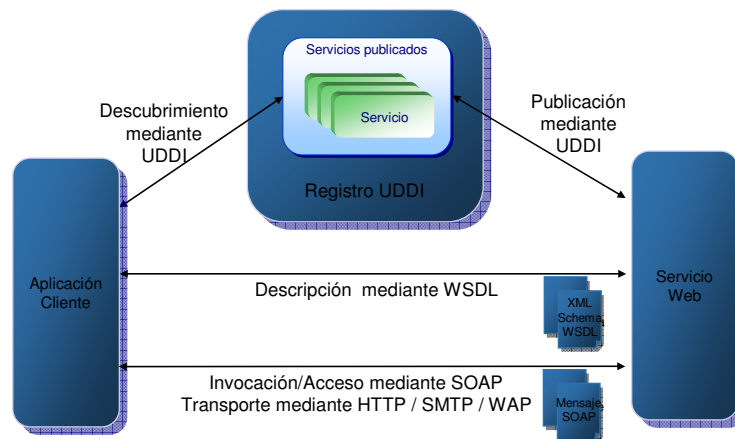 Servicios publicados
Servicio
Registro UDDI
Descubrimiento
mediante
UDDI
Publicación
mediante
UDDI
Aplicación
Cliente
Servicio
Web
Descripción mediante WSDL
XML
Schema
WSDL
Invocación/Acceso mediante SOAP
Transporte mediante HTTP / SMTP / WAP
Mensaje
SOAP